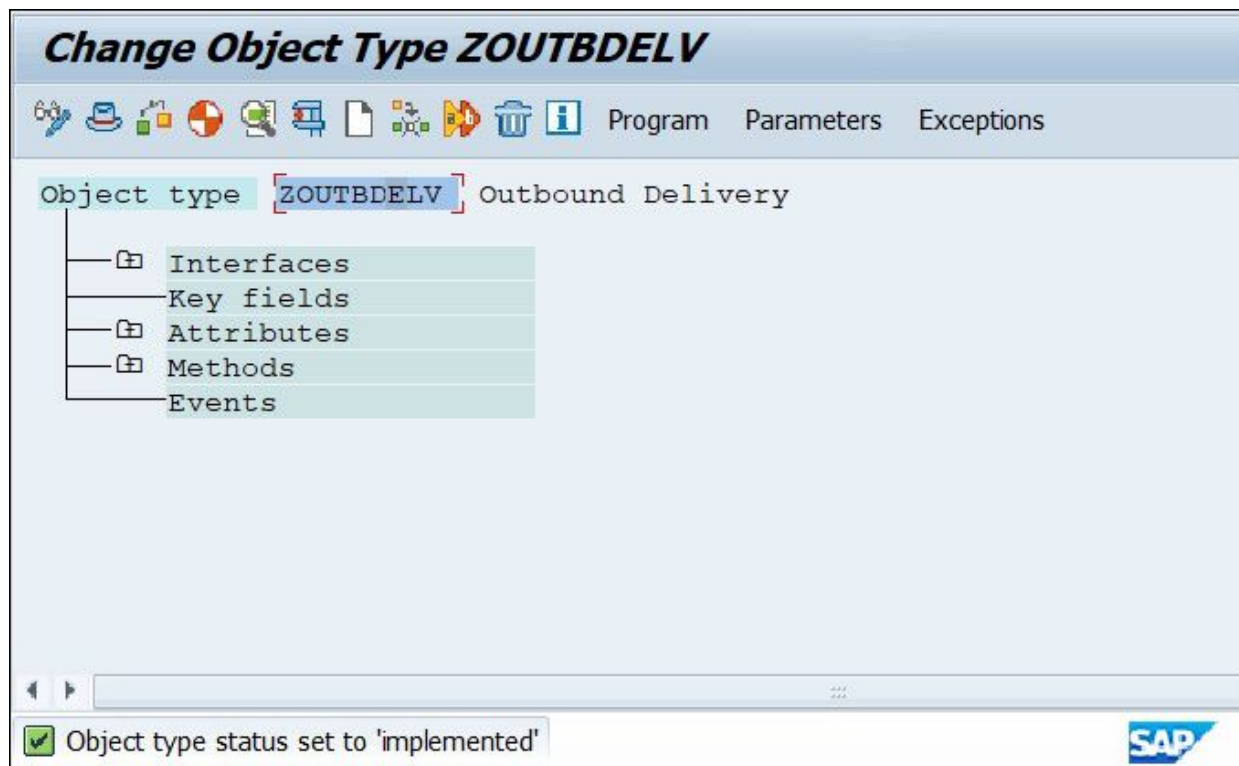 Change Object Type ZOUTBDELV
Program Parameters Exceptions
Object type ZOUTBDELV Outbound Delivery
Interfaces
Key fields
Attributes
Methods
Events
Object type status set to 'implemented'
SAP